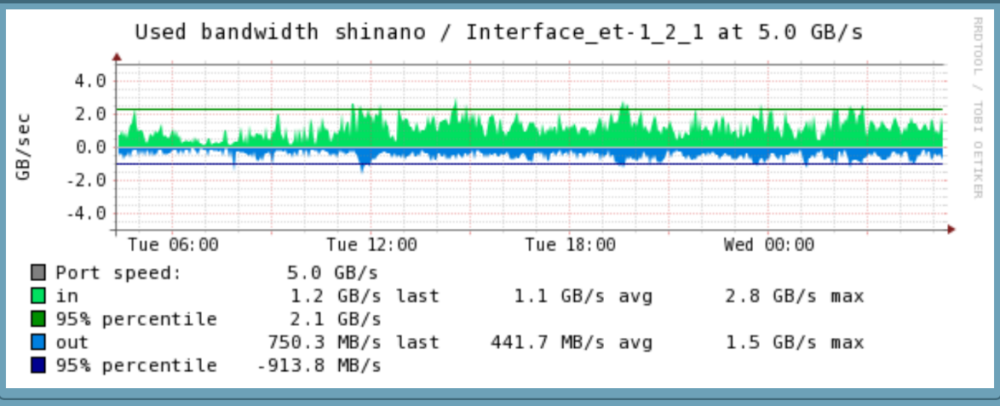 Used bandwidth shinano / Interface_et-1_2_1 at 5.0 GB/s
RRDTOOL / TOBI OETIKER
GB/sec
4.0
2.0
0.0
-2.0
-4.0
Tue 06:00 Tue 12:00 Tue 18:00 Wed 00:00
Port speed: 5.0 GB/s
in 1.2 GB/s last 1.1 GB/s avg 2.8 GB/s max
95% percentile 2.1 GB/s
out 750.3 MB/s last 441.7 MB/s avg 1.5 GB/s max
95% percentile -913.8 MB/s